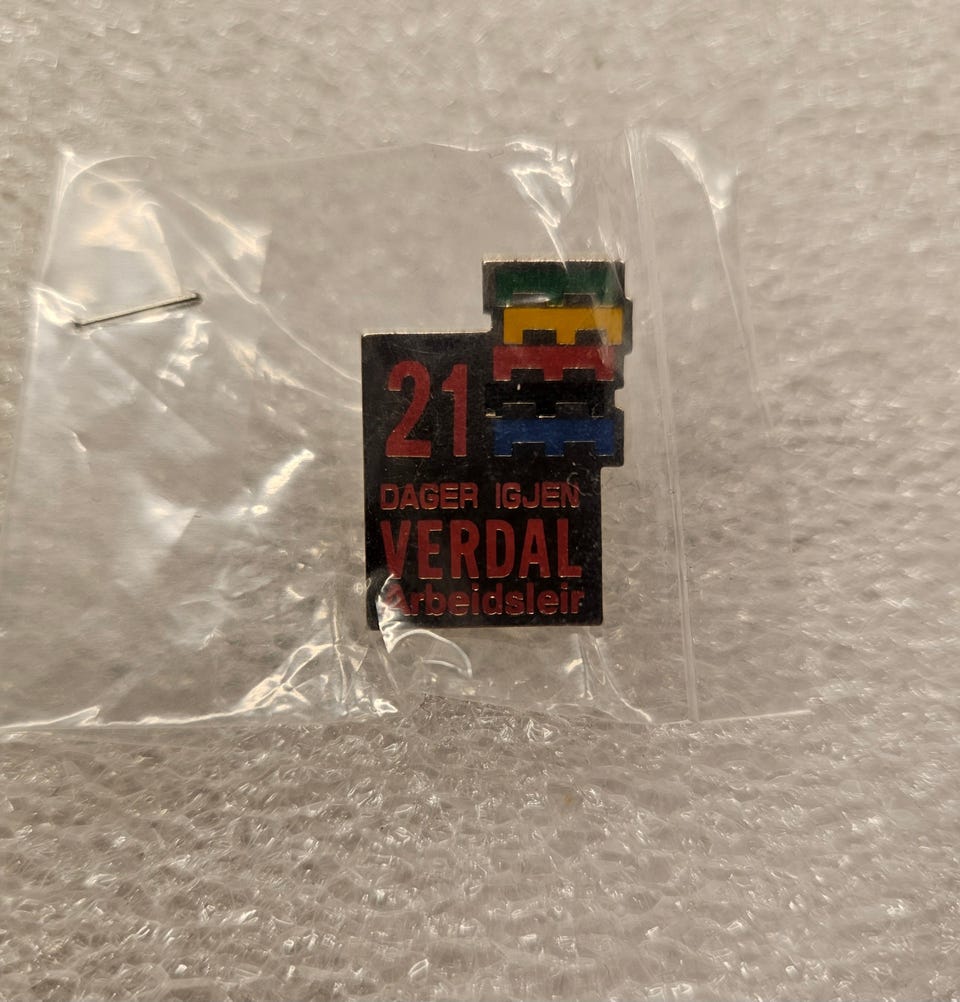 21
DAGER IGJEN
VERDAL
Arbeidsleir